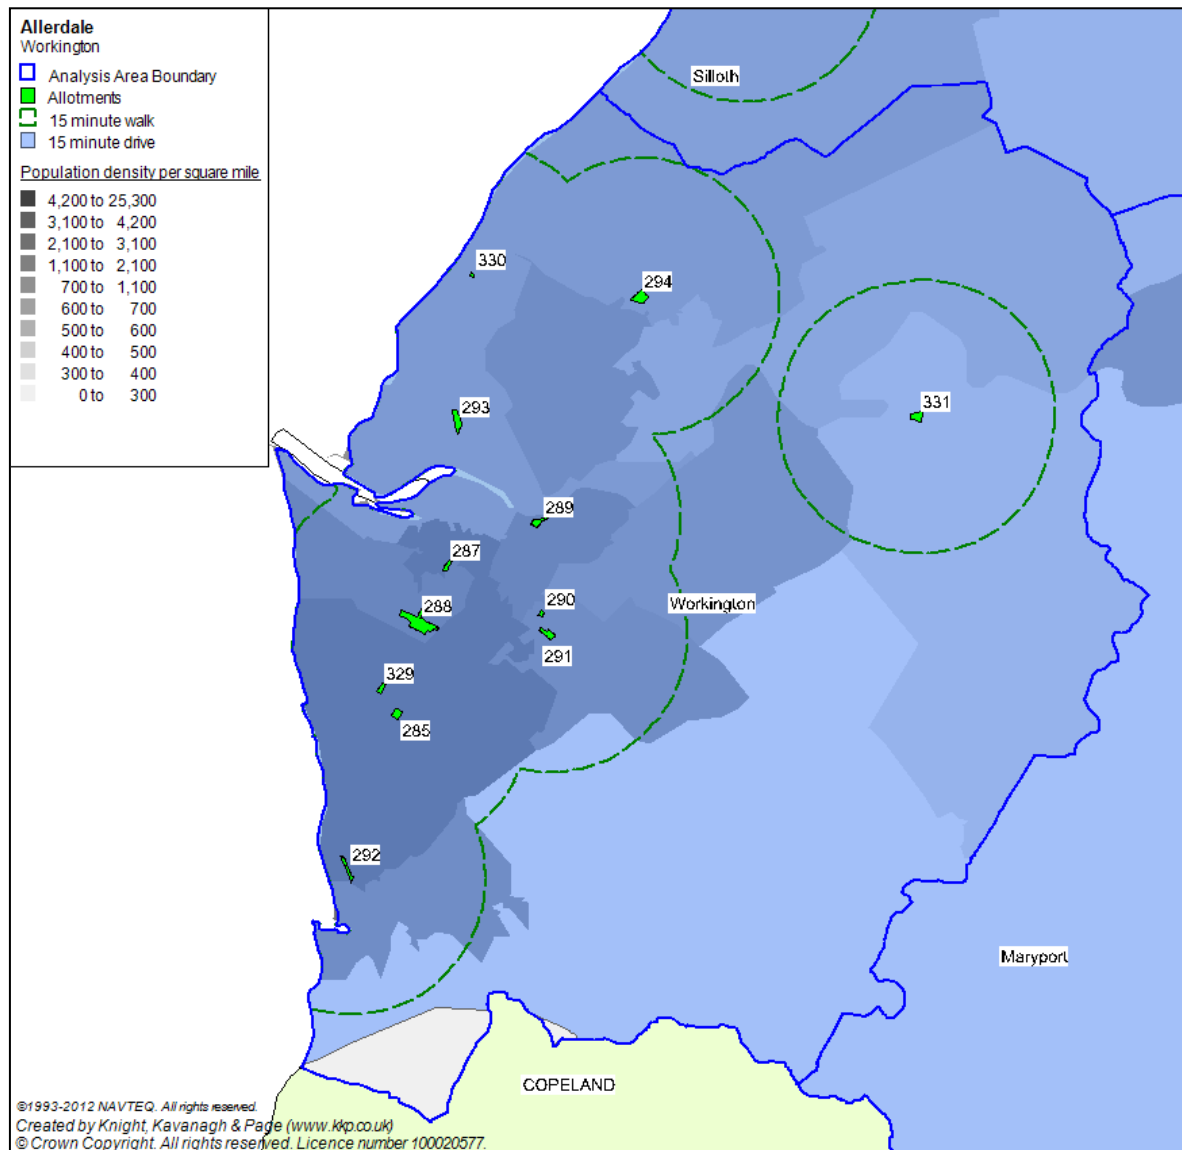 Allerdale
Workington
Analysis Area Boundary
Allotments
15 minute walk
15 minute drive
Population density per square mile
4,200 to 25,300
3,100 to 4,200
2,100 to 3,100
1,100 to 2,100
700 to 1,100
600 to 700
500 to 600
400 to 500
300 to 400
0 to 300
Silloth
330
294
293
331
289
287
290
288
Workington
291
329
285
292
Maryport
COPELAND
©1993-2012 NAVTEQ. All rights reserved.
Created by Knight, Kavanagh & Page (www.kkp.co.uk)
© Crown Copyright. All rights reserved. Licence number 100020577.